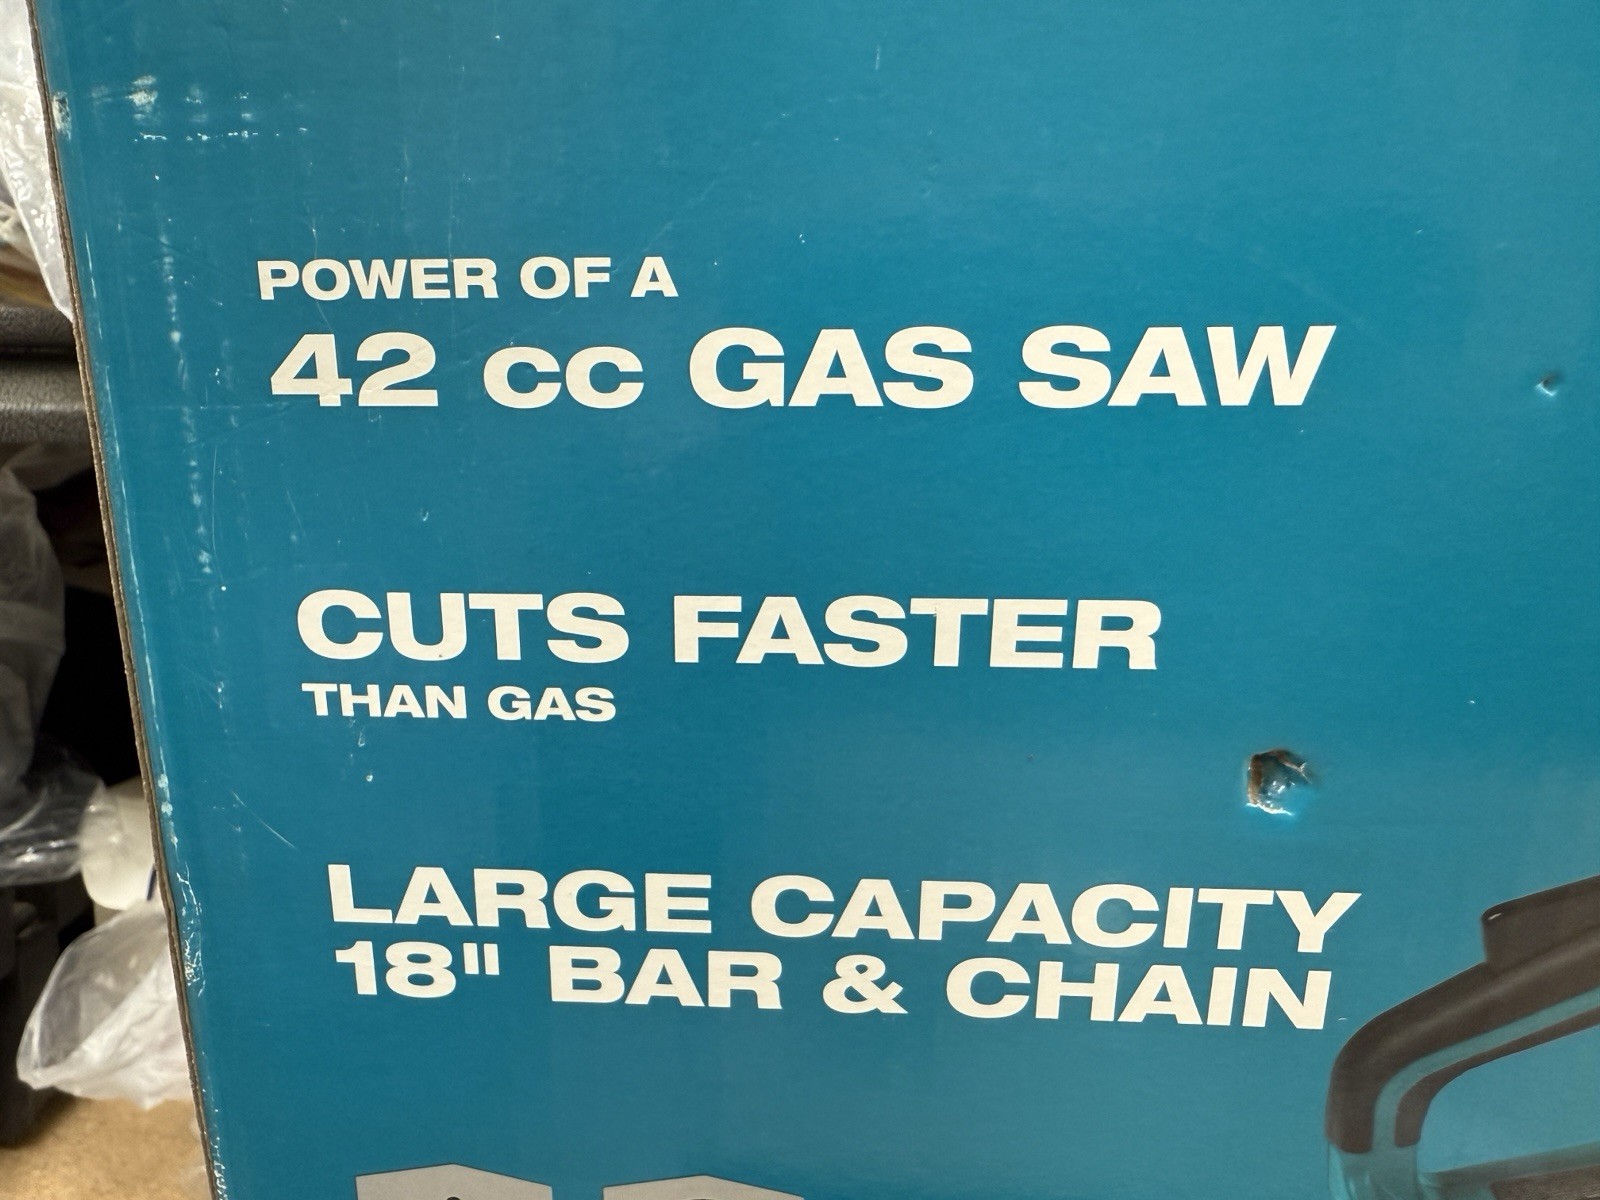 POWER OF A
42 cc GAS SAW
CUTS FASTER
THAN GAS
LARGE CAPACITY
18" BAR & CHAIN